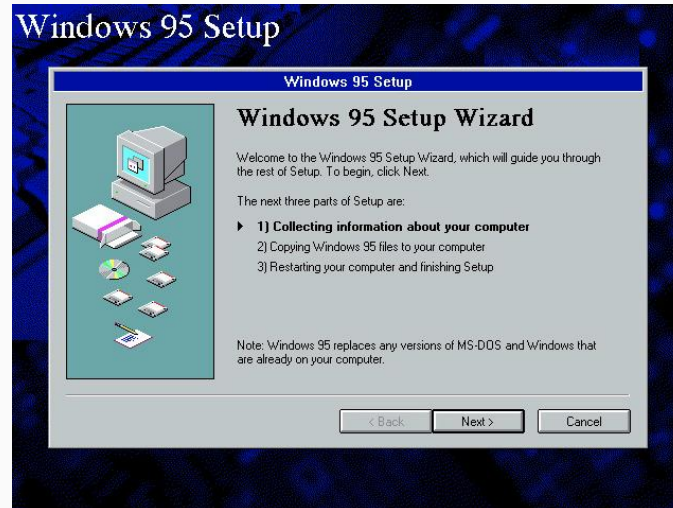 Windows 95 Setup
Windows 95 Setup
Windows 95 Setup Wizard
Welcome to the Windows 95 Setup Wizard, which will guide you through
the rest of Setup. To begin, click Next.
The next three parts of Setup are:
1) Collecting information about your computer
2) Copying Windows 95 files to your computer
3) Restarting your computer and finishing Setup
Note: Windows 95 replaces any versions of MS-DOS and Windows that
are already on your computer.
< Back Next > Cancel